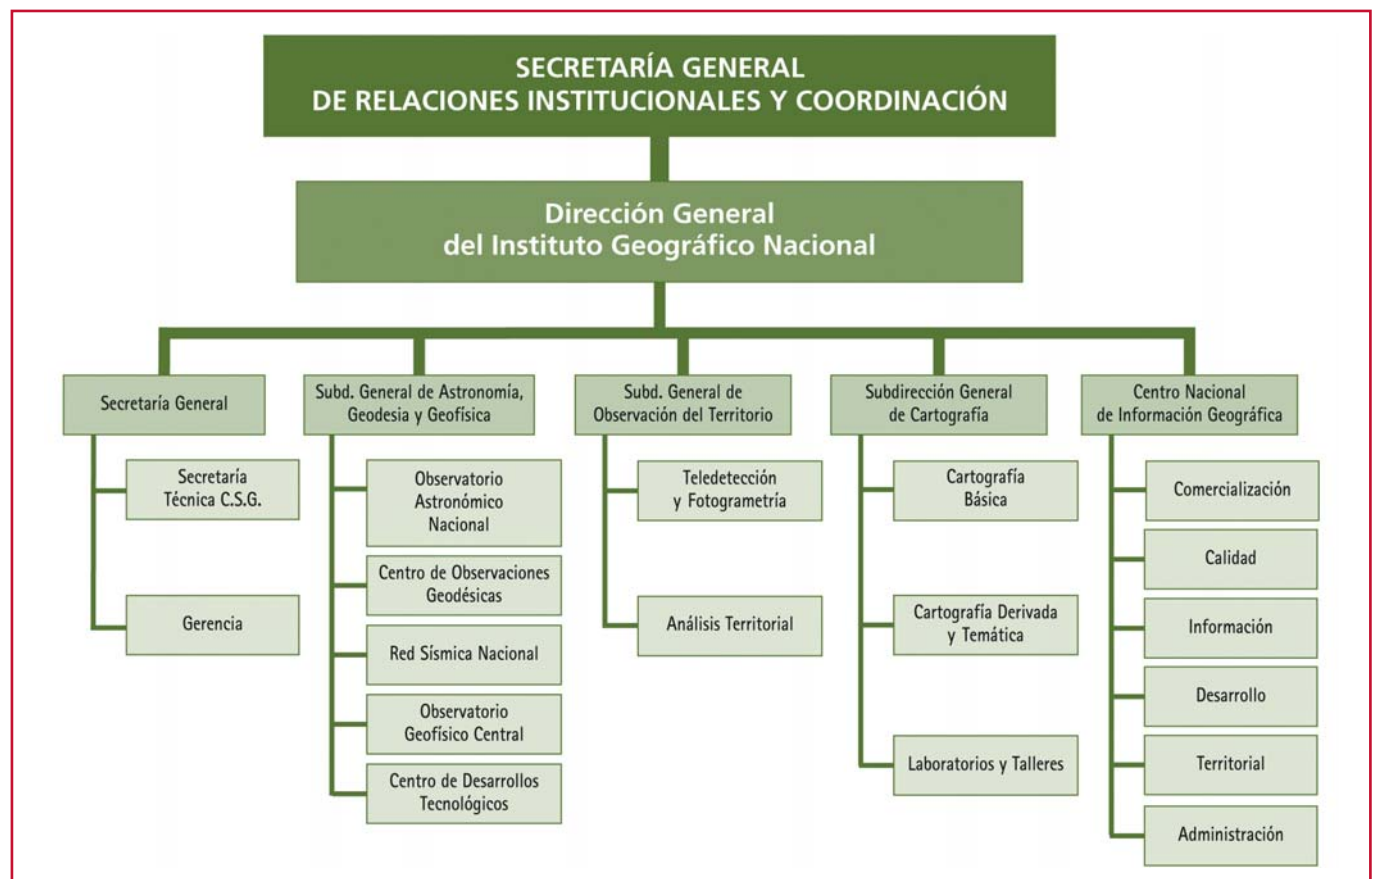 SECRETARÍA GENERAL
DE RELACIONES INSTITUCIONALES Y COORDINACIÓN
Dirección General
del Instituto Geográfico Nacional
Secretaría General
Secretaría
Técnica C.S.G.
Gerencia
Subd. General de Astronomía,
Geodesia y Geofísica
Observatorio
Astronómico
Nacional
Centro de Observaciones
Geodésicas
Red Sísmica Nacional
Observatorio
Geofísico Central
Centro de Desarrollos
Tecnológicos
Subd. General de
Observación del Territorio
Teledetección
y Fotogrametría
Análisis Territorial
Subdirección General
de Cartografía
Cartografía
Básica
Cartografía Derivada
y Temática
Laboratorios y Talleres
Centro Nacional
de Información Geográfica
Comercialización
Calidad
Información
Desarrollo
Territorial
Administración